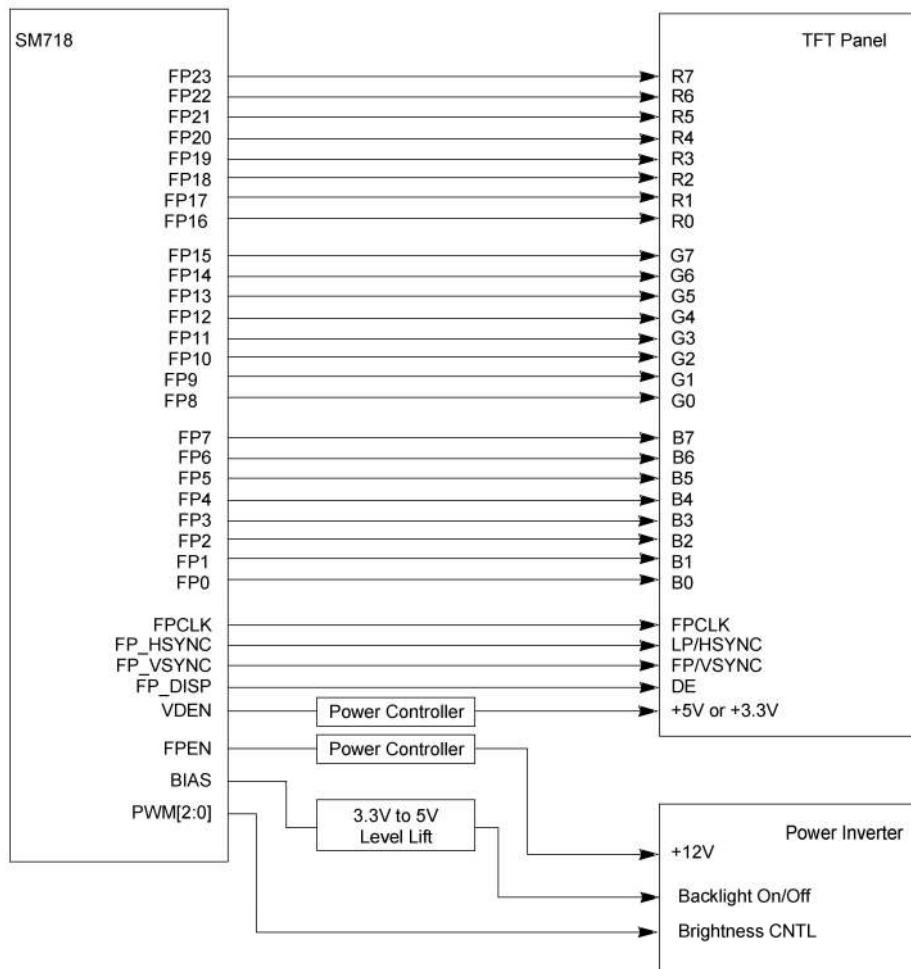 SM718
TFT Panel
FP23 R7
FP22 R6
FP21 R5
FP20 R4
FP19 R3
FP18 R2
FP17 R1
FP16 R0
FP15 G7
FP14 G6
FP13 G5
FP12 G4
FP11 G3
FP10 G2
FP9 G1
FP8 G0
FP7 B7
FP6 B6
FP5 B5
FP4 B4
FP3 B3
FP2 B2
FP1 B1
FP0 B0
FPCLK FPCLK
FP_HSYNC LP/HSYNC
FP_VSYNC FP/VSYNC
FP_DISP DE
VDEN Power Controller +5V or +3.3V
FPEN Power Controller
BIAS
PWM[2:0]
3.3V to 5V
Level Lift
Power Inverter
+12V
Backlight On/Off
Brightness CNTL